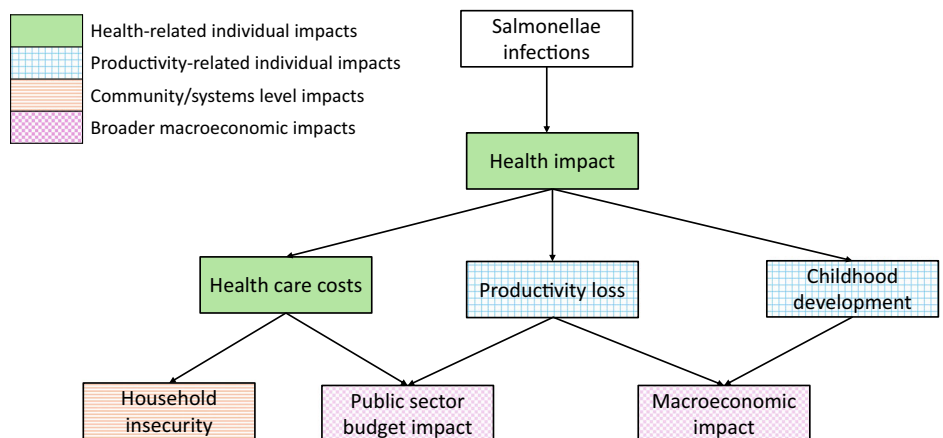 Health-related individual impacts
Productivity-related individual impacts
Community/systems level impacts
Broader macroeconomic impacts
Salmonellae
infections
Health impact
Health care costs
Productivity loss
Childhood
development
Household
insecurity
Public sector
budget impact
Macroeconomic
impact